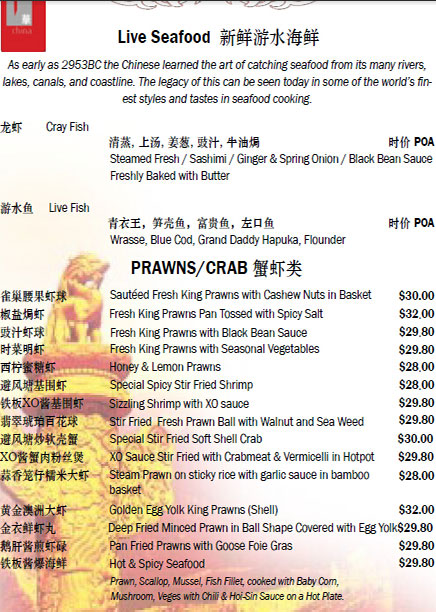 華
china
Live Seafood 新鲜游水海鲜
As early as 2953BC the Chinese learned the art of catching seafood from its many rivers,
lakes, canals, and coastline. The legacy of this can be seen today in some of the world's fin-
est styles and tastes in seafood cooking.
龙虾 Cray Fish
清蒸, 上汤, 姜葱, 豉汁, 牛油焗 时价 POA
Steamed Fresh / Sashimi / Ginger & Spring Onion / Black Bean Sauce
Freshly Baked with Butter
游水鱼 Live Fish
青衣王, 笋壳鱼, 富贵鱼, 左口鱼 时价 POA
Wrasse, Blue Cod, Grand Daddy Hapuka, Flounder
PRAWNS/CRAB 蟹虾类
雀巢腰果虾球 Sautéed Fresh King Prawns with Cashew Nuts in Basket $30.00
椒盐焗虾 Fresh King Prawns Pan Tossed with Spicy Salt $32,00
豉汁虾球 Fresh King Prawns with Black Bean Sauce $29,80
时菜明虾 Fresh King Prawns with Seasonal Vegetables $29.80
西柠蜜糖虾 Honey & Lemon Prawns $28,00
避风塘基围虾 Special Spicy Stir Fried Shrimp $28,00
铁板XO酱基围虾 Sizzling Shrimp with XO sauce $29.80
翡翠琥珀百花球 Stir Fried Fresh Prawn Ball with Walnut and Sea Weed $29.80
避风塘炒软壳蟹 Special Stir Fried Soft Shell Crab $30.00
XO酱蟹肉粉丝煲 XO Sauce Stir Fried with Crabmeat & Vermicelli in Hotpot $29.80
蒜香笼仔糯米大虾 Steam Prawn on sticky rice with garlic sauce in bamboo $28.00
basket
黄金澳洲大虾 Golden Egg Yolk King Prawns (Shell) $32.00
金衣鲜虾丸 Deep Fried Minced Prawn in Ball Shape Covered with Egg Yolk $29.80
鹅肝酱煎虾碌 Pan Fried Prawns with Goose Foie Gras $29.80
铁板酱爆海鲜 Hot & Spicy Seafood $29.80
Prawn, Scallop, Mussel, Fish Fillet, cooked with Baby Corn,
Mushroom, Veges with Chili & Hoi-Sin Sauce on a Hot Plate.